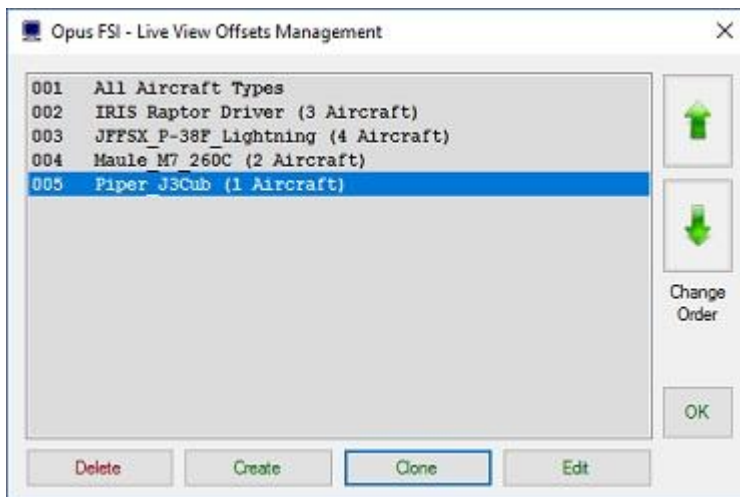 Opus FSI - Live View Offsets Management
001 All Aircraft Types
002 IRIS Raptor Driver (3 Aircraft)
003 JFFSX_P-38F_Lightning (4 Aircraft)
004 Maule_M7_260C (2 Aircraft)
005 Piper_J3Cub (1 Aircraft)
Change
Order
OK
Delete Create Clone Edit